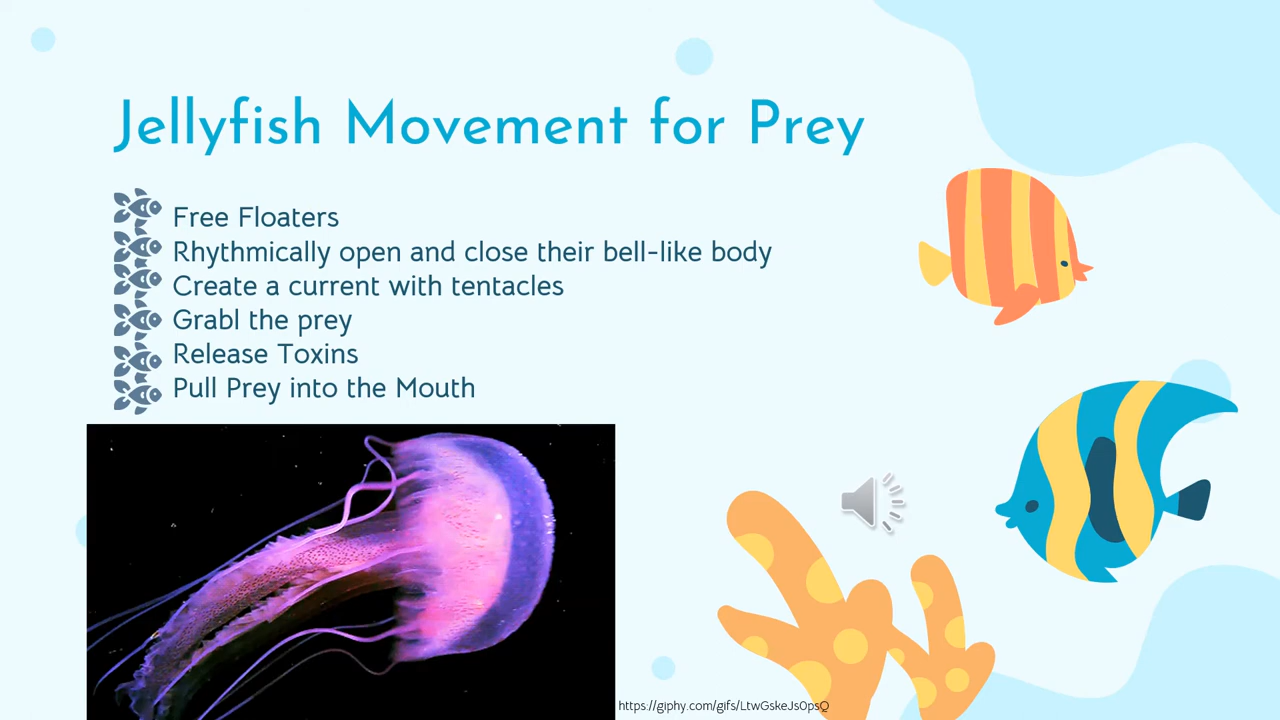 Jellyfish Movement for Prey
Free Floaters
Rhythmically open and close their bell-like body
Create a current with tentacles
Grabl the prey
Release Toxins
Pull Prey into the Mouth
https://giphy.com/gifs/LtwGskeJsOpsQ